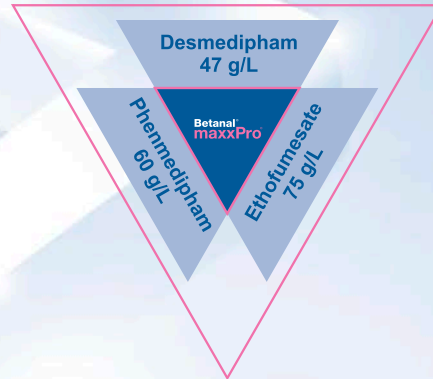 Desmedipham
47 g/L
Betanal®
maxxPro
Phenmedipham
60 g/L
Ethofumesate
75 g/L